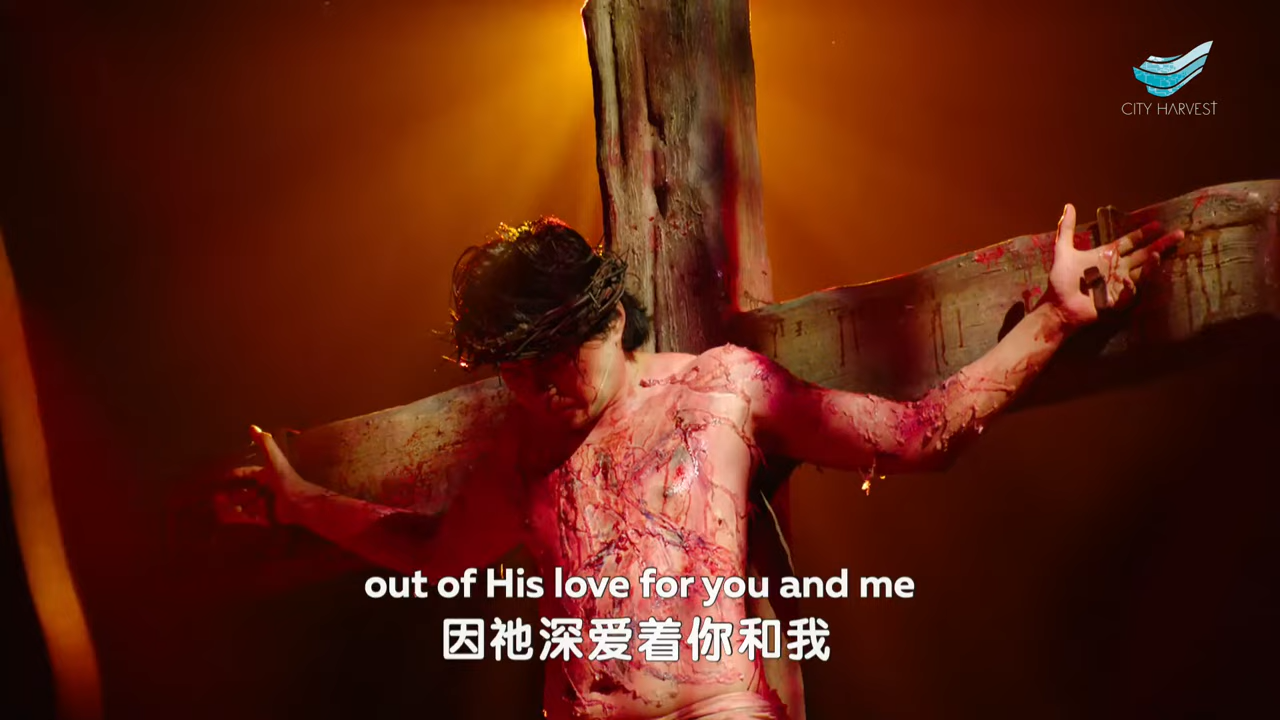 CITY HARVEST
out of His love for you and me
因祂深爱着你和我